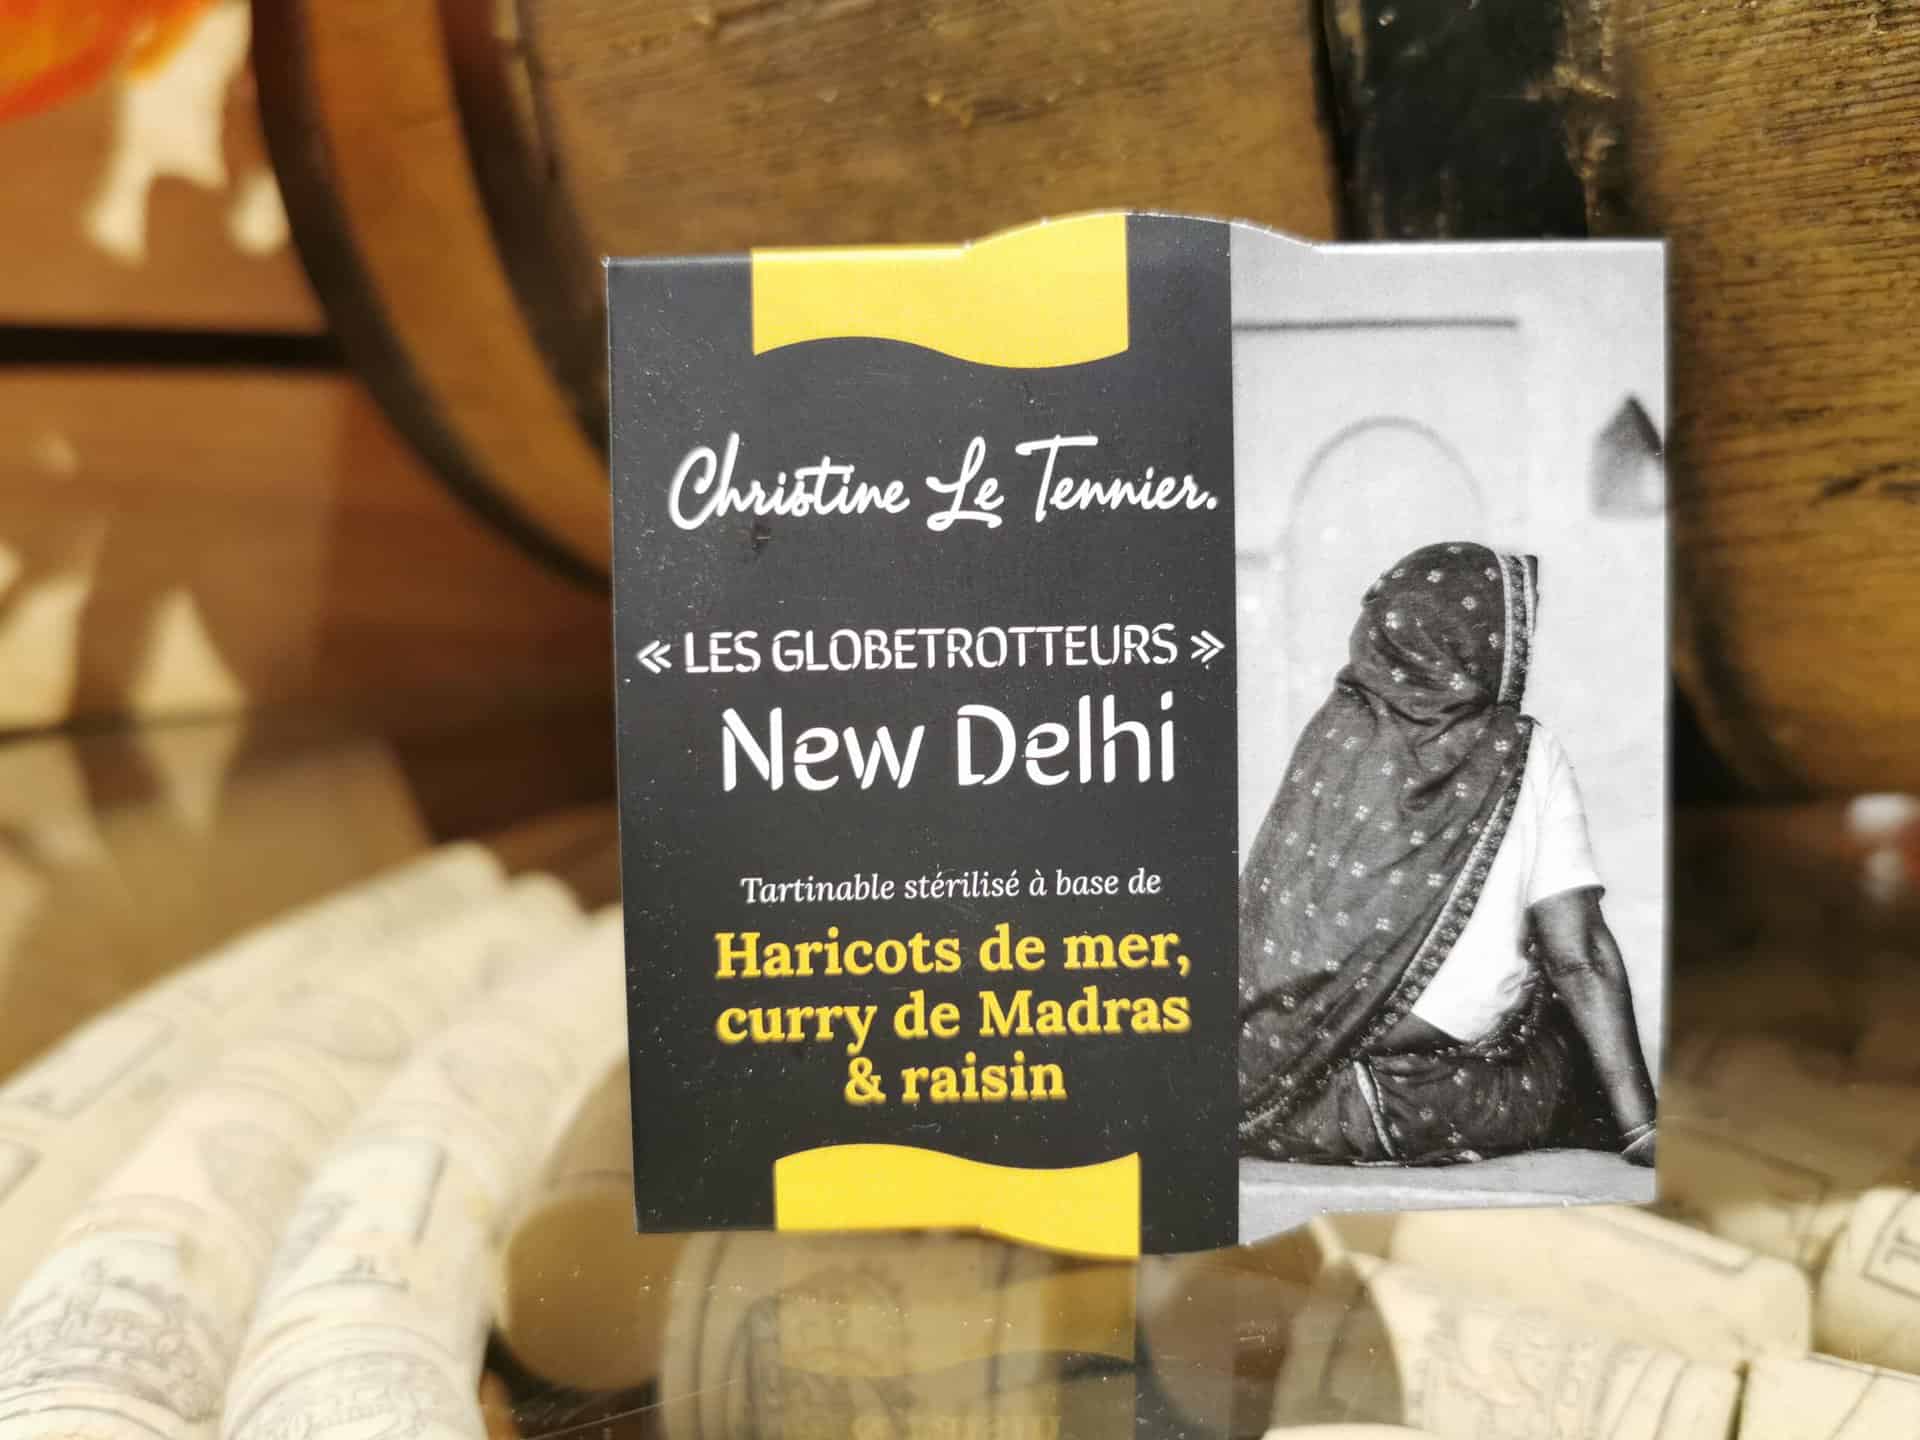 Christine Le Tennier.
« LES GLOBETROTTEURS »
New Delhi
Tartinable stérilisé à base de
Haricots de mer,
curry de Madras
& raisin